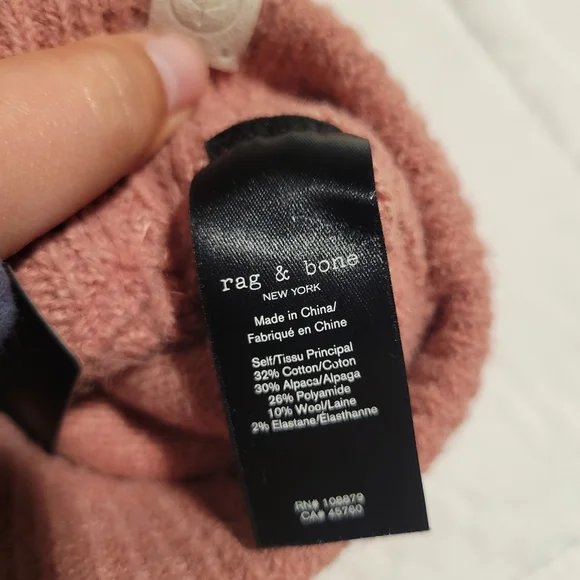 rag & bone
NEW YORK
Made in China/
Fabriqué en Chine
Self/Tissu Principal
32% Cotton/Coton
30% Alpaca/Alpaga
26% Polyamide
10% Wool/Laine
2% Elastane/Élasthanne
RN# 108879
CA# 45760